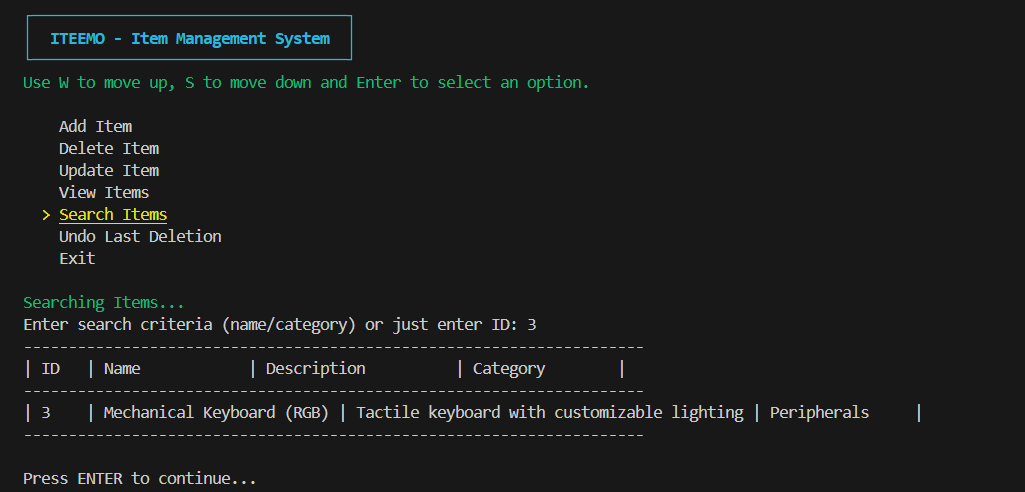 ITEEMO - Item Management System
Use W to move up, S to move down and Enter to select an option.
Add Item
Delete Item
Update Item
View Items
> Search Items
Undo Last Deletion
Exit
Searching Items...
Enter search criteria (name/category) or just enter ID: 3
---------------------------------------------------------------------
| ID   | Name            | Description          | Category        |
---------------------------------------------------------------------
| 3    | Mechanical Keyboard (RGB) | Tactile keyboard with customizable lighting | Peripherals     |
---------------------------------------------------------------------
Press ENTER to continue...